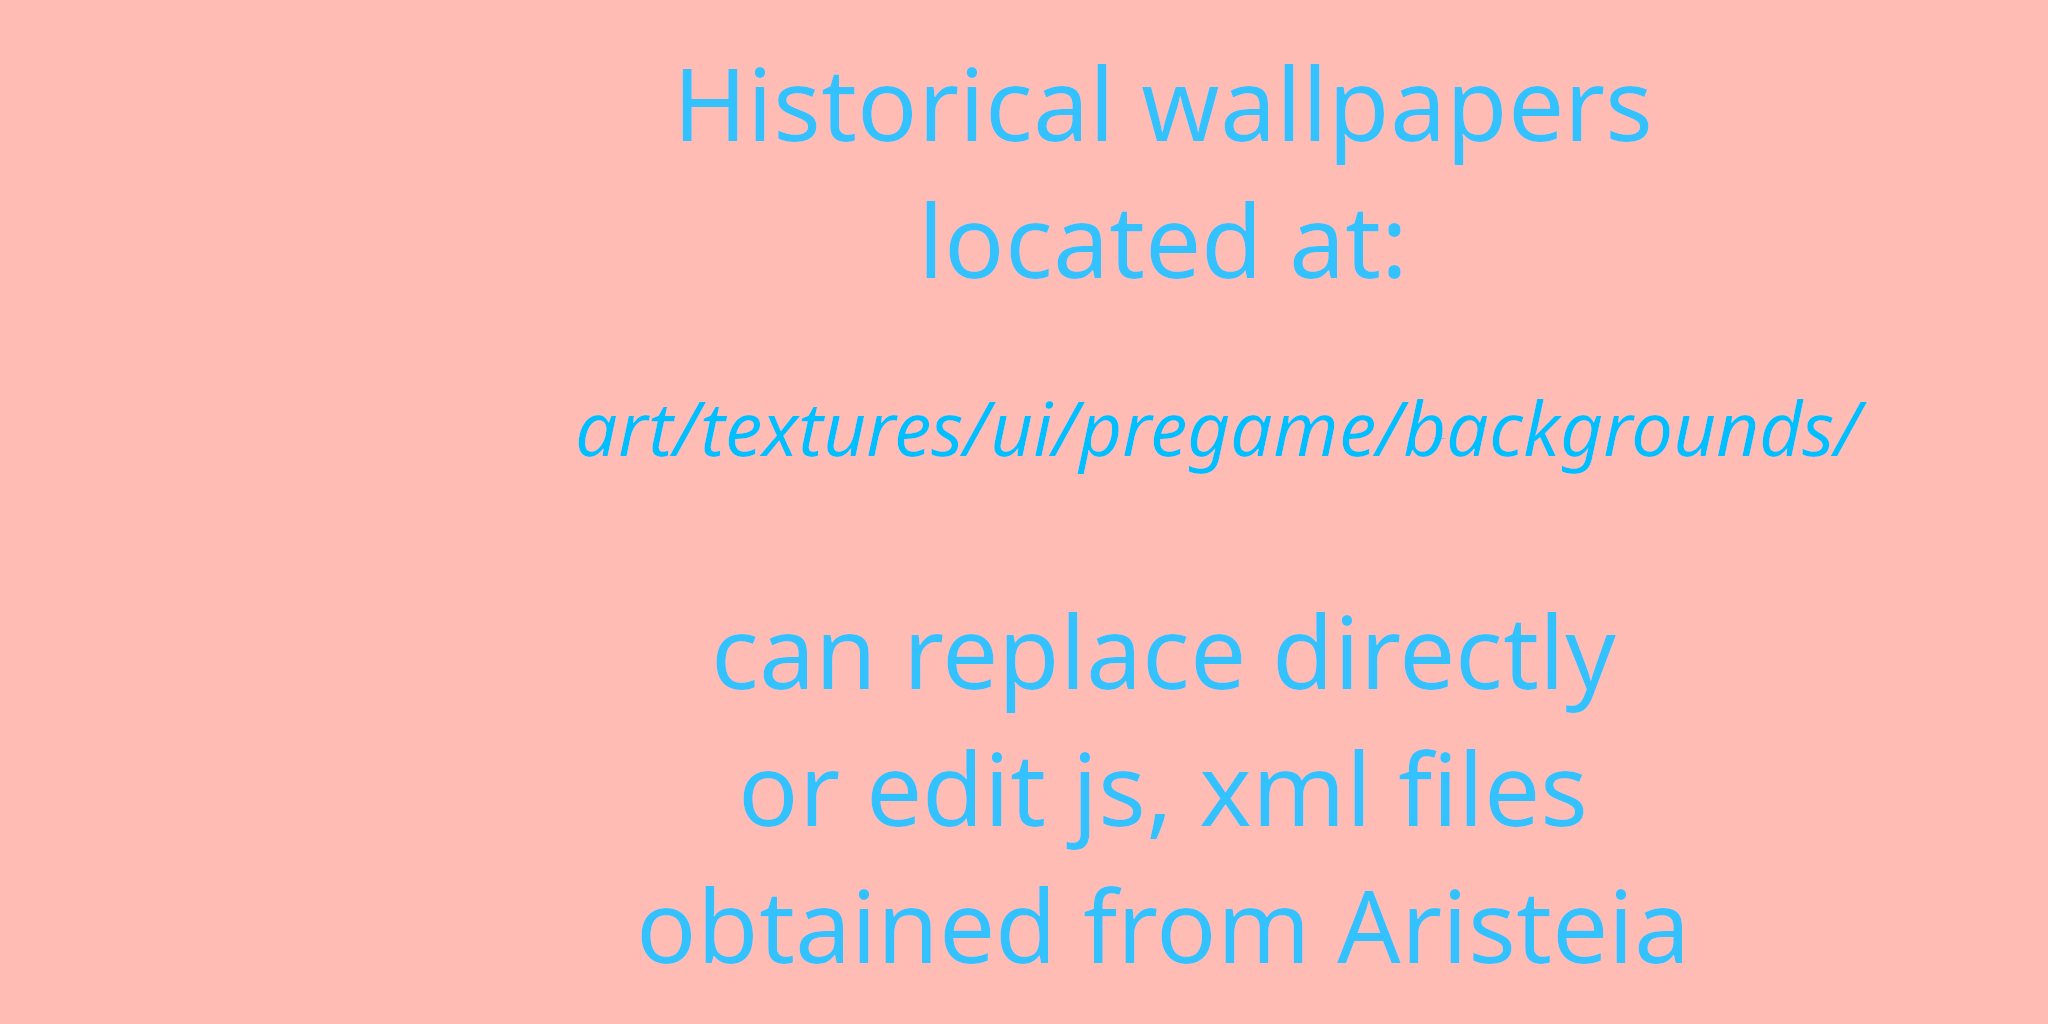 Historical wallpapers
located at:
art/textures/ui/pregame/backgrounds/
can replace directly
or edit js, xml files
obtained from Aristeia